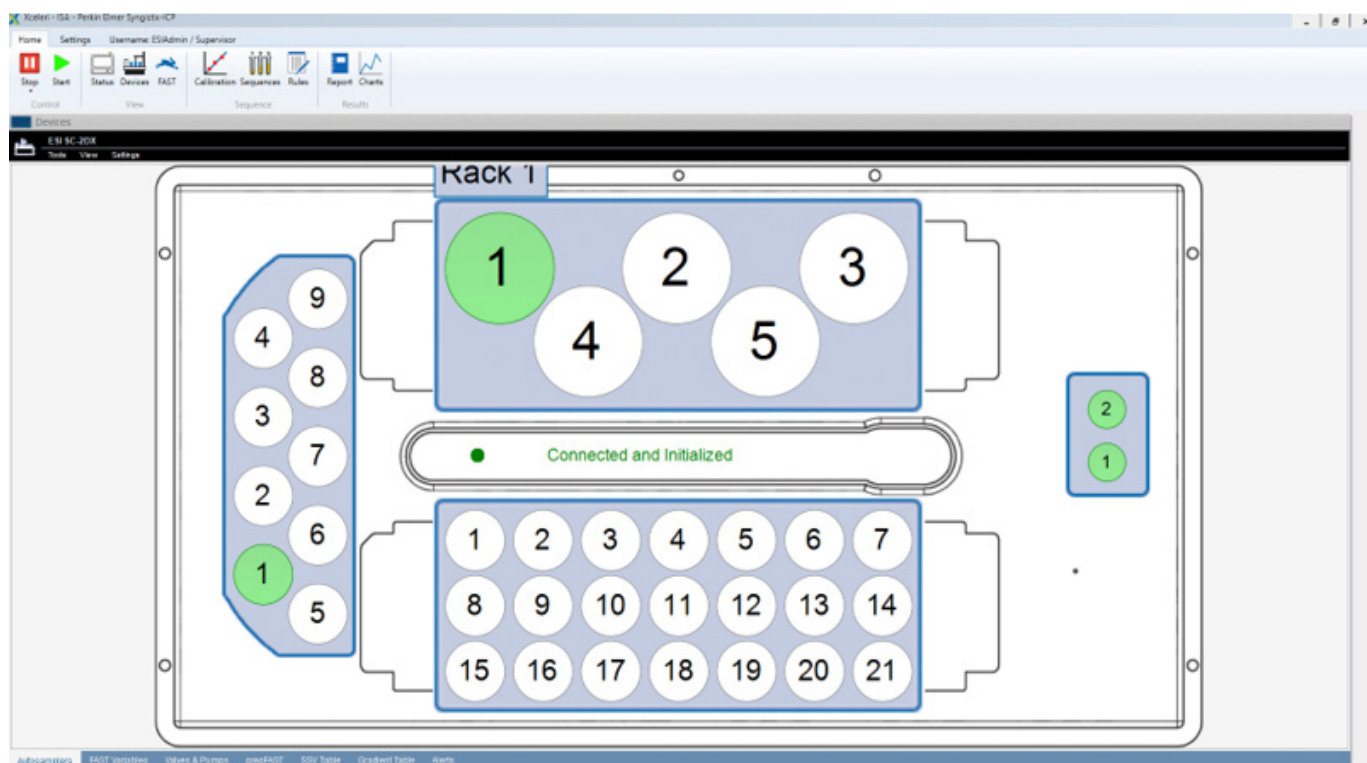 Xceleri - ISA - Perkin Elmer Syngistix-ICP
Home Settings Username: ESIAdmin / Supervisor
Stop Start Status Devices FAST Calibration Sequences Rules Report Charts
Control View Sequence Results
Devices
ESI SC-2DX
Tools View Settings
Rack 1
1 2 3
4 5
9
4
8
3
7
2
6
1
5
Connected and Initialized
2
1
1 2 3 4 5 6 7
8 9 10 11 12 13 14
15 16 17 18 19 20 21
Autosamplers FAST Variables Valves & Pumps prepFAST SSV Table Gradient Table Alerts